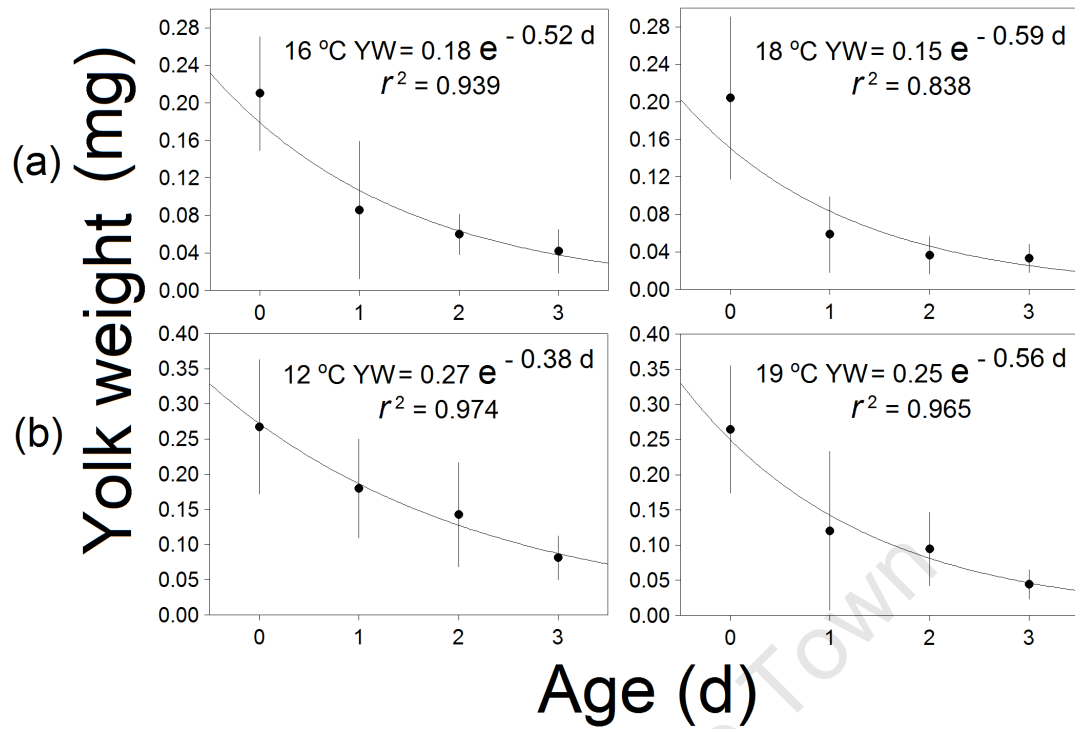 Yolk weight (mg)
(a)
16 ºC YW = 0.18 e - 0.52 d
r² = 0.939
0.28
0.24
0.20
0.16
0.12
0.08
0.04
0.00
0 1 2 3
18 ºC YW = 0.15 e - 0.59 d
r² = 0.838
0.28
0.24
0.20
0.16
0.12
0.08
0.04
0.00
0 1 2 3
(b)
12 ºC YW = 0.27 e - 0.38 d
r² = 0.974
0.40
0.35
0.30
0.25
0.20
0.15
0.10
0.05
0.00
0 1 2 3
19 ºC YW = 0.25 e - 0.56 d
r² = 0.965
0.40
0.35
0.30
0.25
0.20
0.15
0.10
0.05
0.00
0 1 2 3
Age (d)
Town